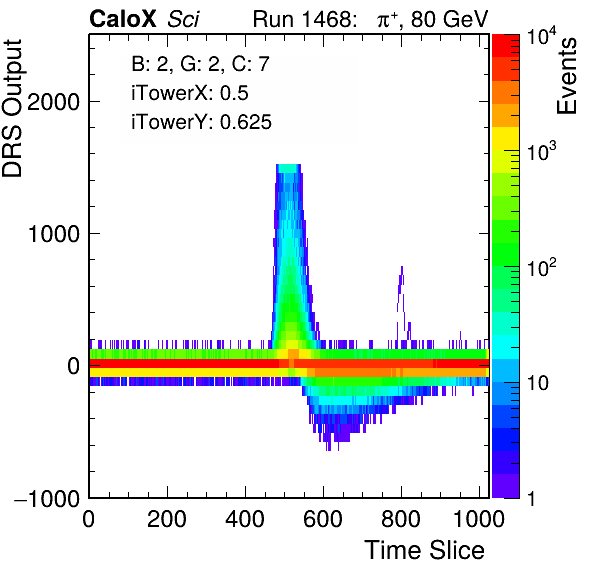 CaloX Sci Run 1468: π⁺, 80 GeV
B: 2, G: 2, C: 7
iTowerX: 0.5
iTowerY: 0.625
DRS Output
2000
1000
0
−1000
0 200 400 600 800 1000
Time Slice
Events
10⁴
10³
10²
10
1